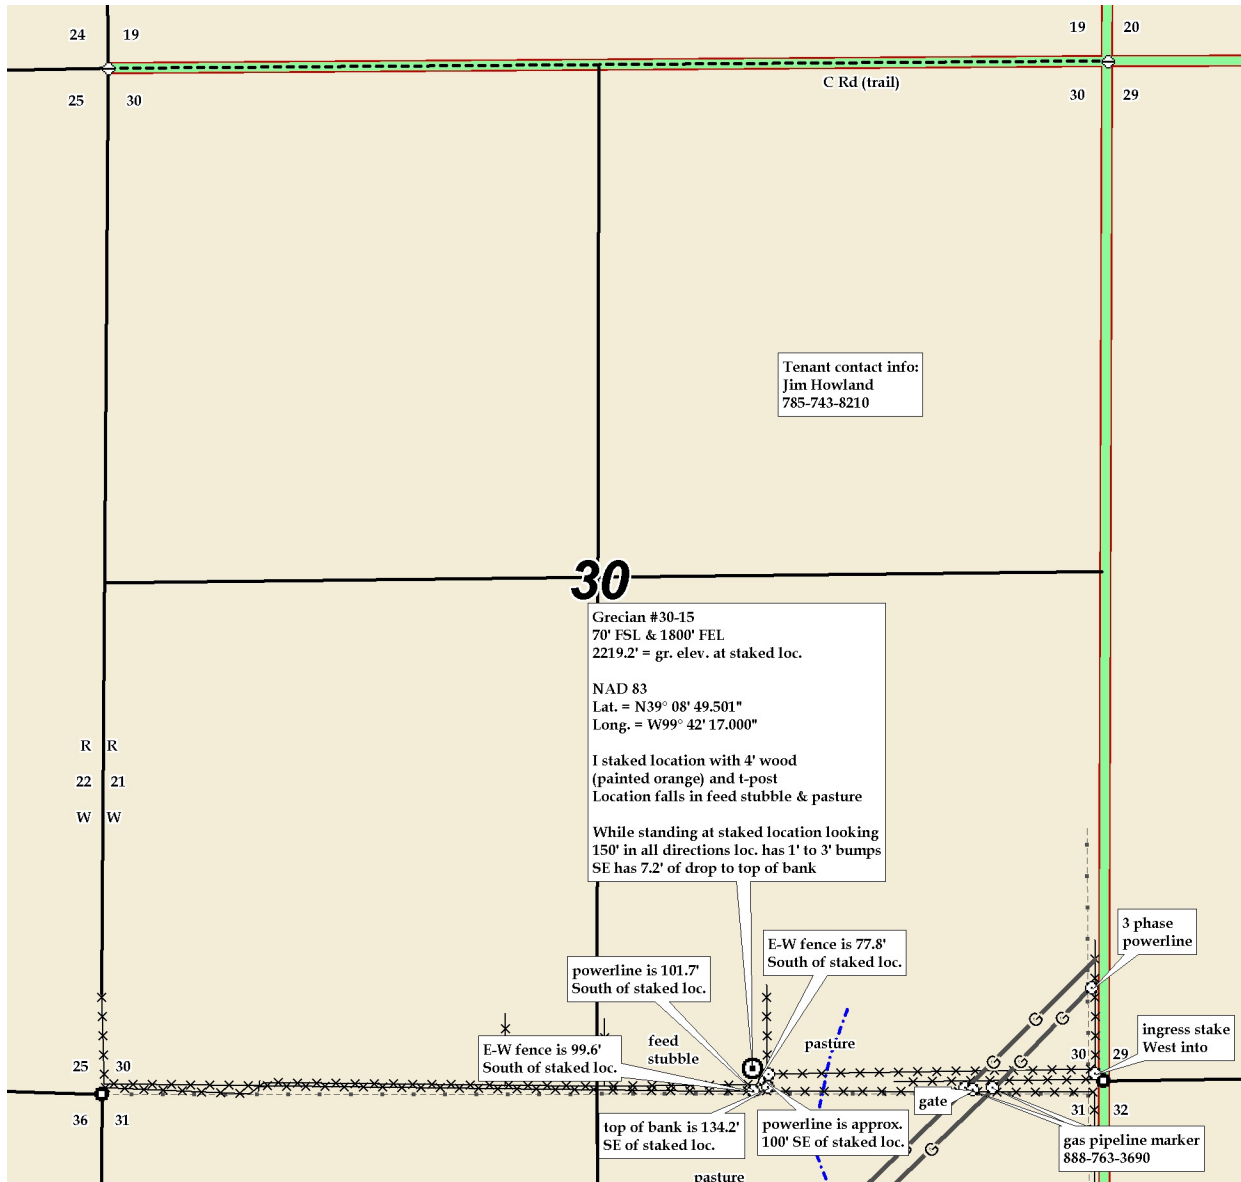 24 19
19 20
C Rd (trail)
25 30
30 29
Tenant contact info:
Jim Howland
785-743-8210
30
Grecian #30-15
70' FSL & 1800' FEL
2219.2' = gr. elev. at staked loc.
NAD 83
Lat. = N39° 08' 49.501"
Long. = W99° 42' 17.000"
I staked location with 4' wood
(painted orange) and t-post
Location falls in feed stubble & pasture
While standing at staked location looking
150' in all directions loc. has 1' to 3' bumps
SE has 7.2' of drop to top of bank
R R
22 21
W W
3 phase
powerline
E-W fence is 77.8'
South of staked loc.
powerline is 101.7'
South of staked loc.
G G
ingress stake
West into
feed
stubble
pasture
E-W fence is 99.6'
South of staked loc.
25 30
30 29
G G
gate
36 31
31 32
top of bank is 134.2'
SE of staked loc.
powerline is approx.
100' SE of staked loc.
G G
gas pipeline marker
888-763-3690
pasture